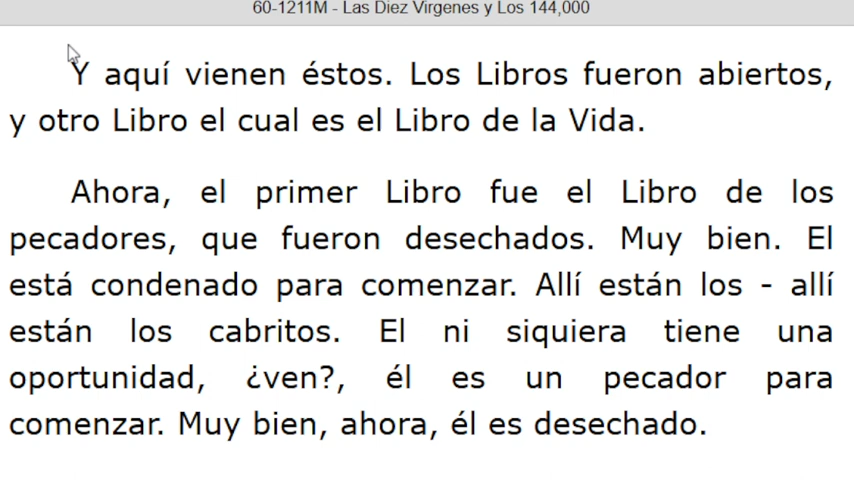 60-1211M - Las Diez Virgenes y Los 144,000
Y aquí vienen éstos. Los Libros fueron abiertos,
y otro Libro el cual es el Libro de la Vida.
Ahora, el primer Libro fue el Libro de los
pecadores, que fueron desechados. Muy bien. El
está condenado para comenzar. Allí están los - allí
están los cabritos. El ni siquiera tiene una
oportunidad, ¿ven?, él es un pecador para
comenzar. Muy bien, ahora, él es desechado.